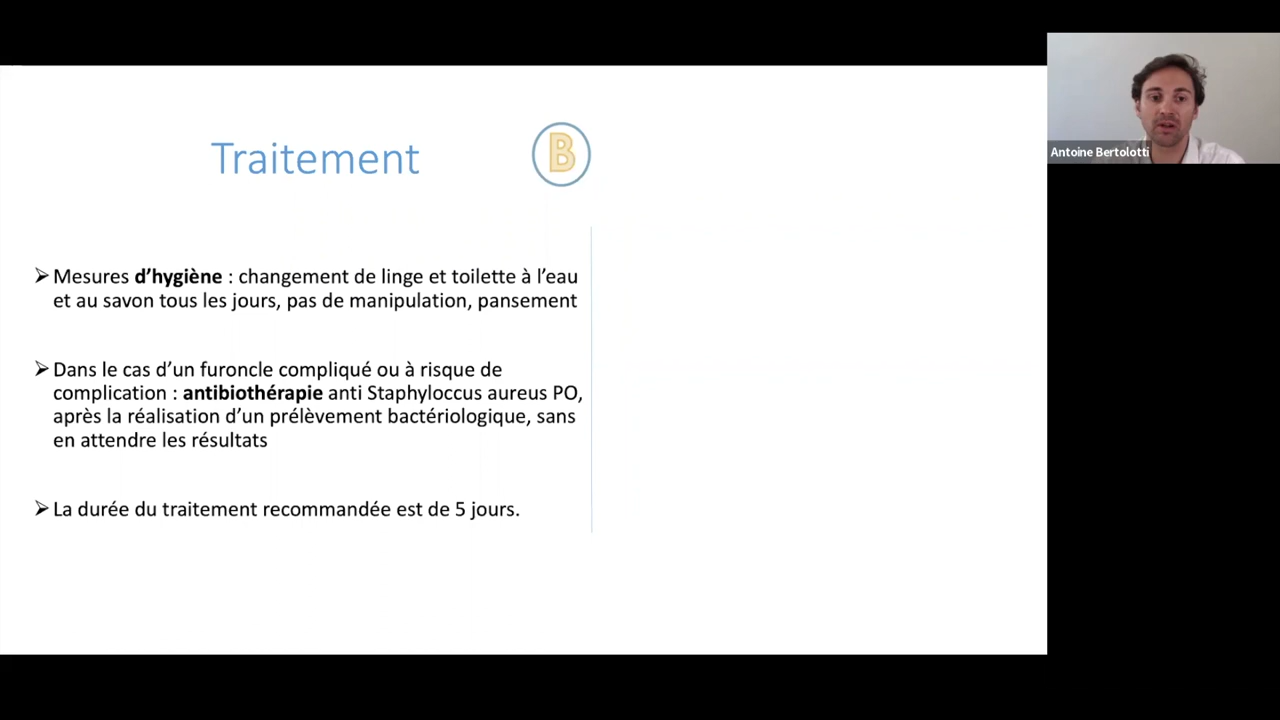 Traitement
B
➢ Mesures d'hygiène : changement de linge et toilette à l'eau
et au savon tous les jours, pas de manipulation, pansement
➢ Dans le cas d'un furoncle compliqué ou à risque de
complication : antibiothérapie anti Staphyloccus aureus PO,
après la réalisation d'un prélèvement bactériologique, sans
en attendre les résultats
➢ La durée du traitement recommandée est de 5 jours.
Antoine Bertolotti